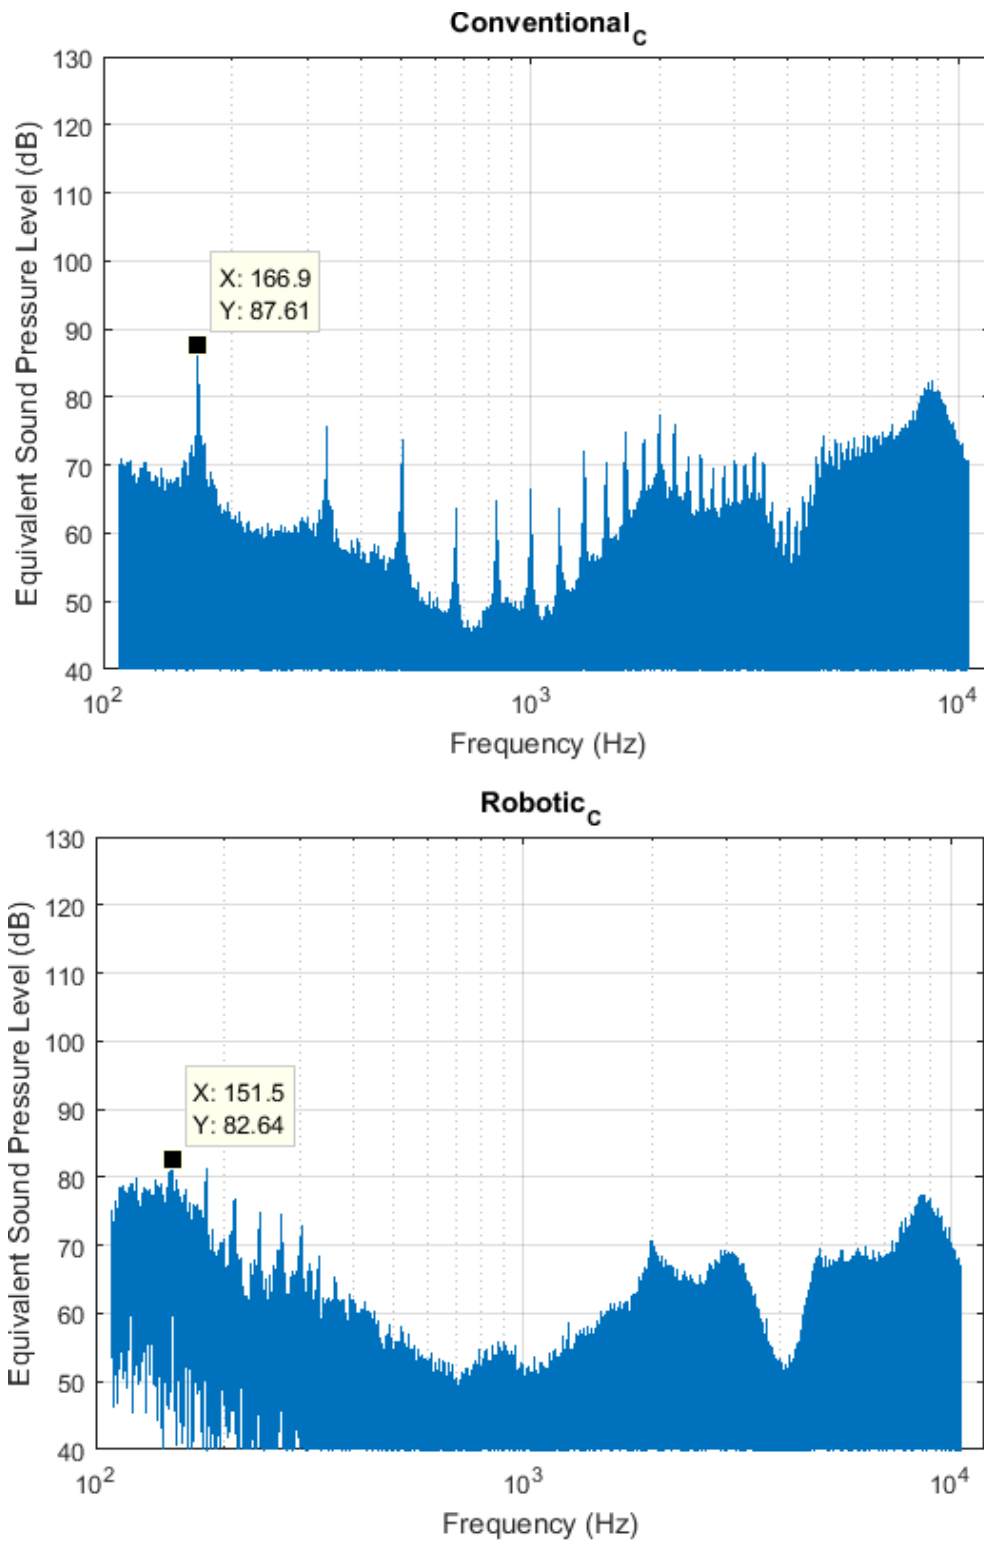 Conventional_C
130
120
110
100
90
80
70
60
50
40
Equivalent Sound Pressure Level (dB)
X: 166.9
Y: 87.61
10^2
10^3
10^4
Frequency (Hz)
Robotic_C
130
120
110
100
90
80
70
60
50
40
Equivalent Sound Pressure Level (dB)
X: 151.5
Y: 82.64
10^2
10^3
10^4
Frequency (Hz)